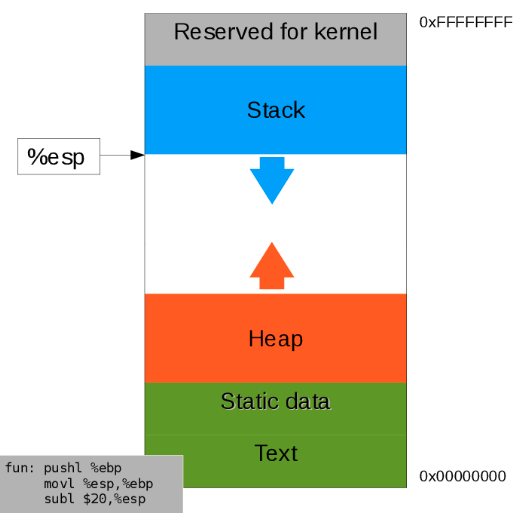 Reserved for kernel
0xFFFFFFFF
Stack
%esp
Heap
Static data
Text
fun: pushl %ebp
movl %esp,%ebp
subl $20,%esp
0x00000000